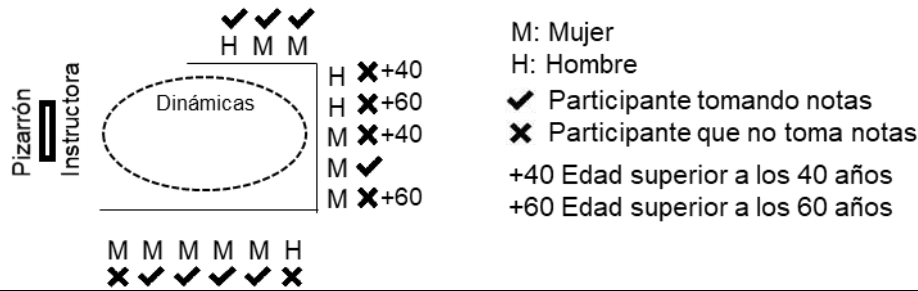 ✔ ✔ ✔
H M M
H ✖+40
H ✖+60
M ✖+40
M ✔
M ✖+60
Pizarrón
Instructora
Dinámicas
M M M M M H
✖ ✔ ✔ ✔ ✔ ✖
M: Mujer
H: Hombre
✔ Participante tomando notas
✖ Participante que no toma notas
+40 Edad superior a los 40 años
+60 Edad superior a los 60 años